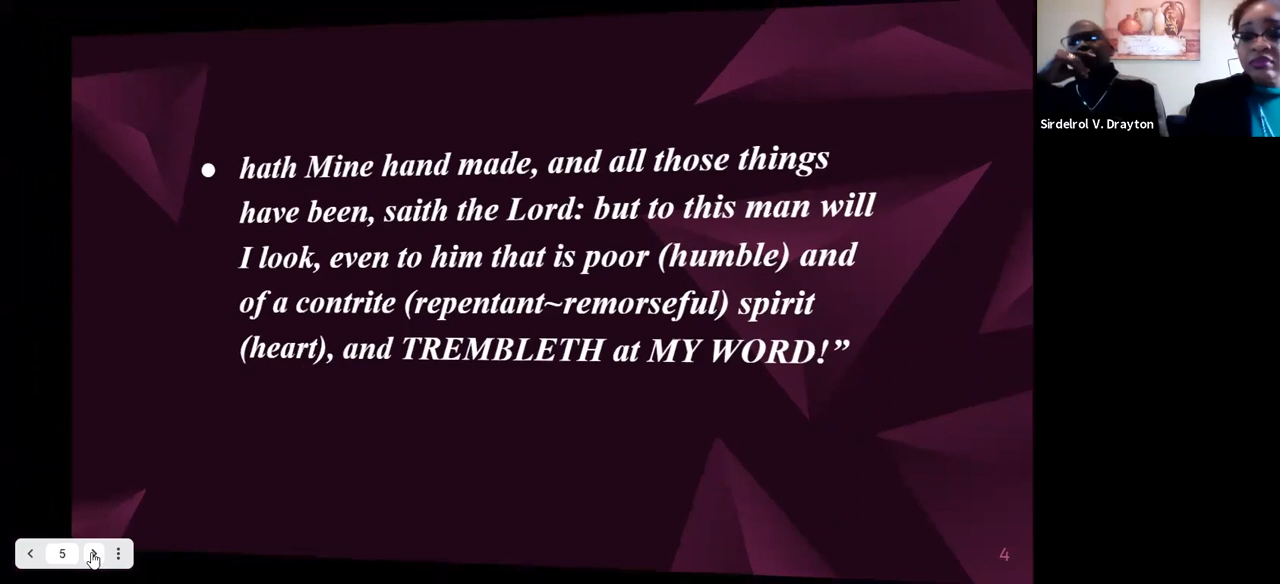 hath Mine hand made, and all those things
have been, saith the Lord: but to this man will
I look, even to him that is poor (humble) and
of a contrite (repentant~remorseful) spirit
(heart), and TREMBLETH at MY WORD!”
4
5
Sirdelrol V. Drayton